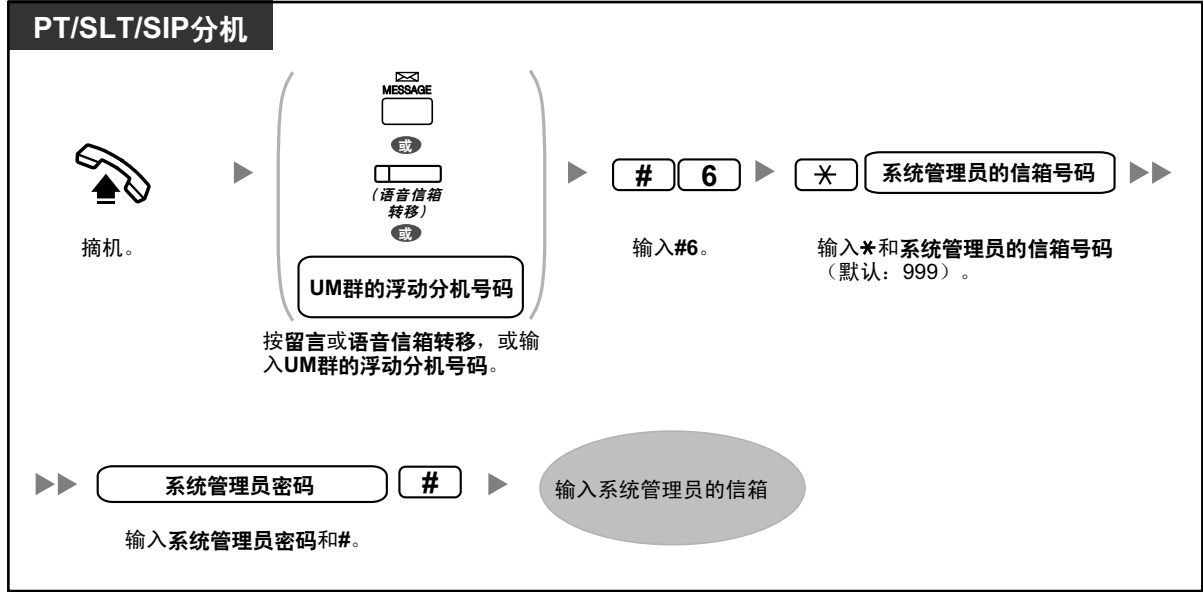 PT/SLT/SIP分机
MESSAGE
或
(语音信箱
转移)
或
UM群的浮动分机号码
# 6
* 系统管理员的信箱号码
摘机。
按留言或语音信箱转移，或输
入UM群的浮动分机号码。
输入#6。
输入*和系统管理员的信箱号码
（默认：999）。
系统管理员密码 #
输入系统管理员的信箱
输入系统管理员密码和#。